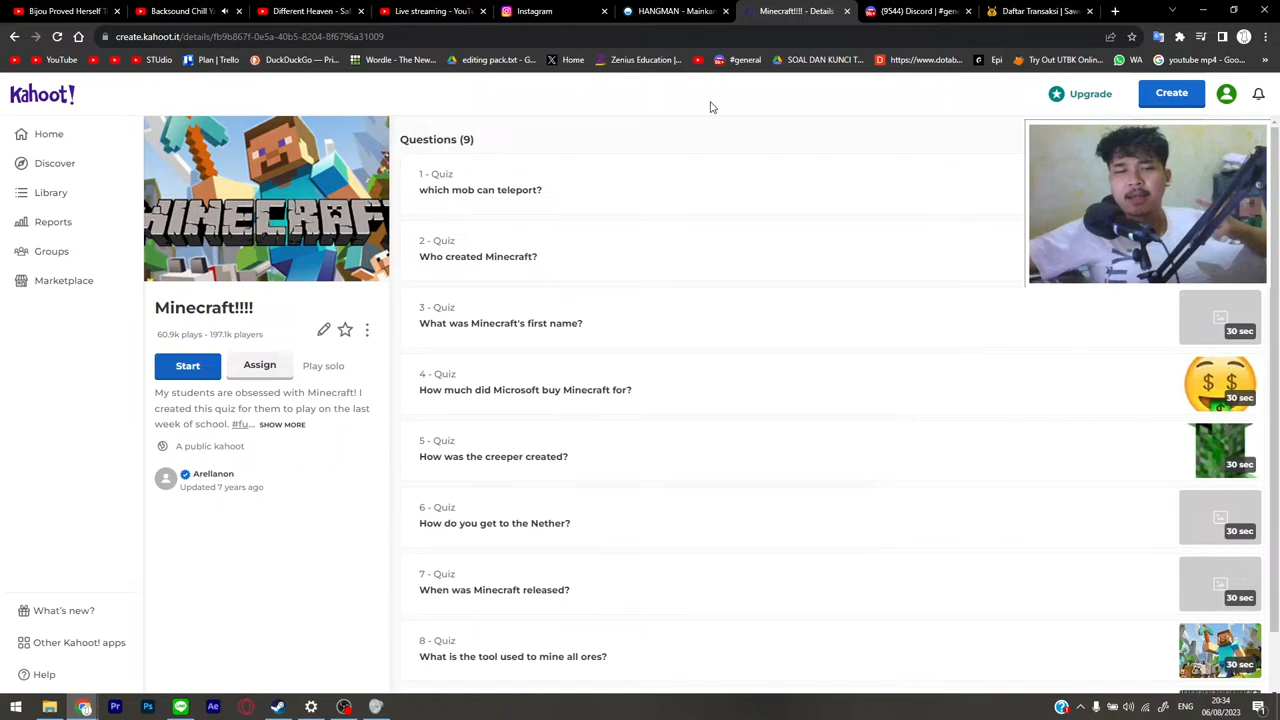 Bijou Proved Herself T
Backsound Chill Y
Different Heaven - Saf
Live streaming - YouT
Instagram
HANGMAN - Mainkan
Minecraft!!!! - Details
(9544) Discord | #gene
Daftar Transaksi | Sawe
create.kahoot.it/details/fb9b867f-0e5a-40b5-8204-8f6796a31009
YouTube
STUdio
Plan | Trello
DuckDuckGo — Priv...
Wordle - The New...
editing pack.mp4 - G...
Home
Zenius Education |...
#general
SOAL DAN KUNCI T...
https://www.dotab...
Epi
Try Out UTBK Onlin...
WA
youtube mp4 - Goo...
Kahoot!
Upgrade
Create
Home
Discover
Library
Reports
Groups
Marketplace
MINECRAFT
Minecraft!!!!
60.9k plays • 197.1k players
Start
Assign
Play solo
My students are obsessed with Minecraft! I
created this quiz for them to play on the last
week of school. #fu... SHOW MORE
A public kahoot
Arellanon
Updated 7 years ago
What's new?
Other Kahoot! apps
Help
Questions (9)
1 - Quiz
which mob can teleport?
2 - Quiz
Who created Minecraft?
3 - Quiz
What was Minecraft's first name?
30 sec
4 - Quiz
How much did Microsoft buy Minecraft for?
30 sec
5 - Quiz
How was the creeper created?
30 sec
6 - Quiz
How do you get to the Nether?
30 sec
7 - Quiz
When was Minecraft released?
30 sec
8 - Quiz
What is the tool used to mine all ores?
30 sec
ENG
20:34
06/08/2023